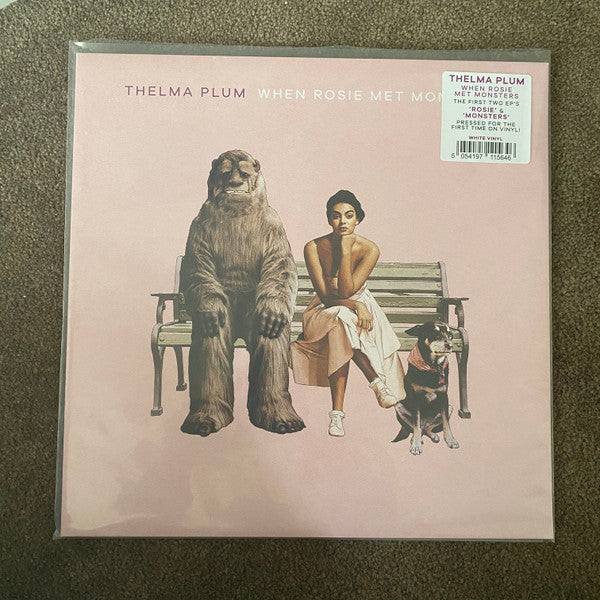 THELMA PLUM WHEN ROSIE MET MON
THELMA PLUM
WHEN ROSIE
MET MONSTERS
THE FIRST TWO EP'S
'ROSIE' &
'MONSTERS'
PRESSED FOR THE
FIRST TIME ON VINYL!
WHITE VINYL
5 054197 115646